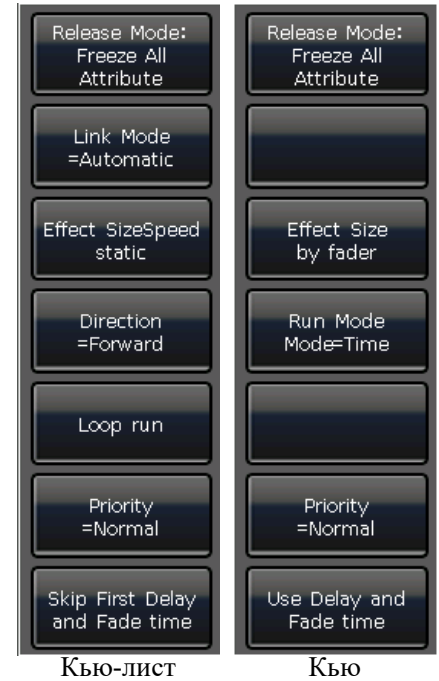 Release Mode:
Freeze All
Attribute
Link Mode
=Automatic
Effect SizeSpeed
static
Direction
=Forward
Loop run
Priority
=Normal
Skip First Delay
and Fade time
Кью-лист
Release Mode:
Freeze All
Attribute
Effect Size
by fader
Run Mode
Mode=Time
Priority
=Normal
Use Delay and
Fade time
Кью